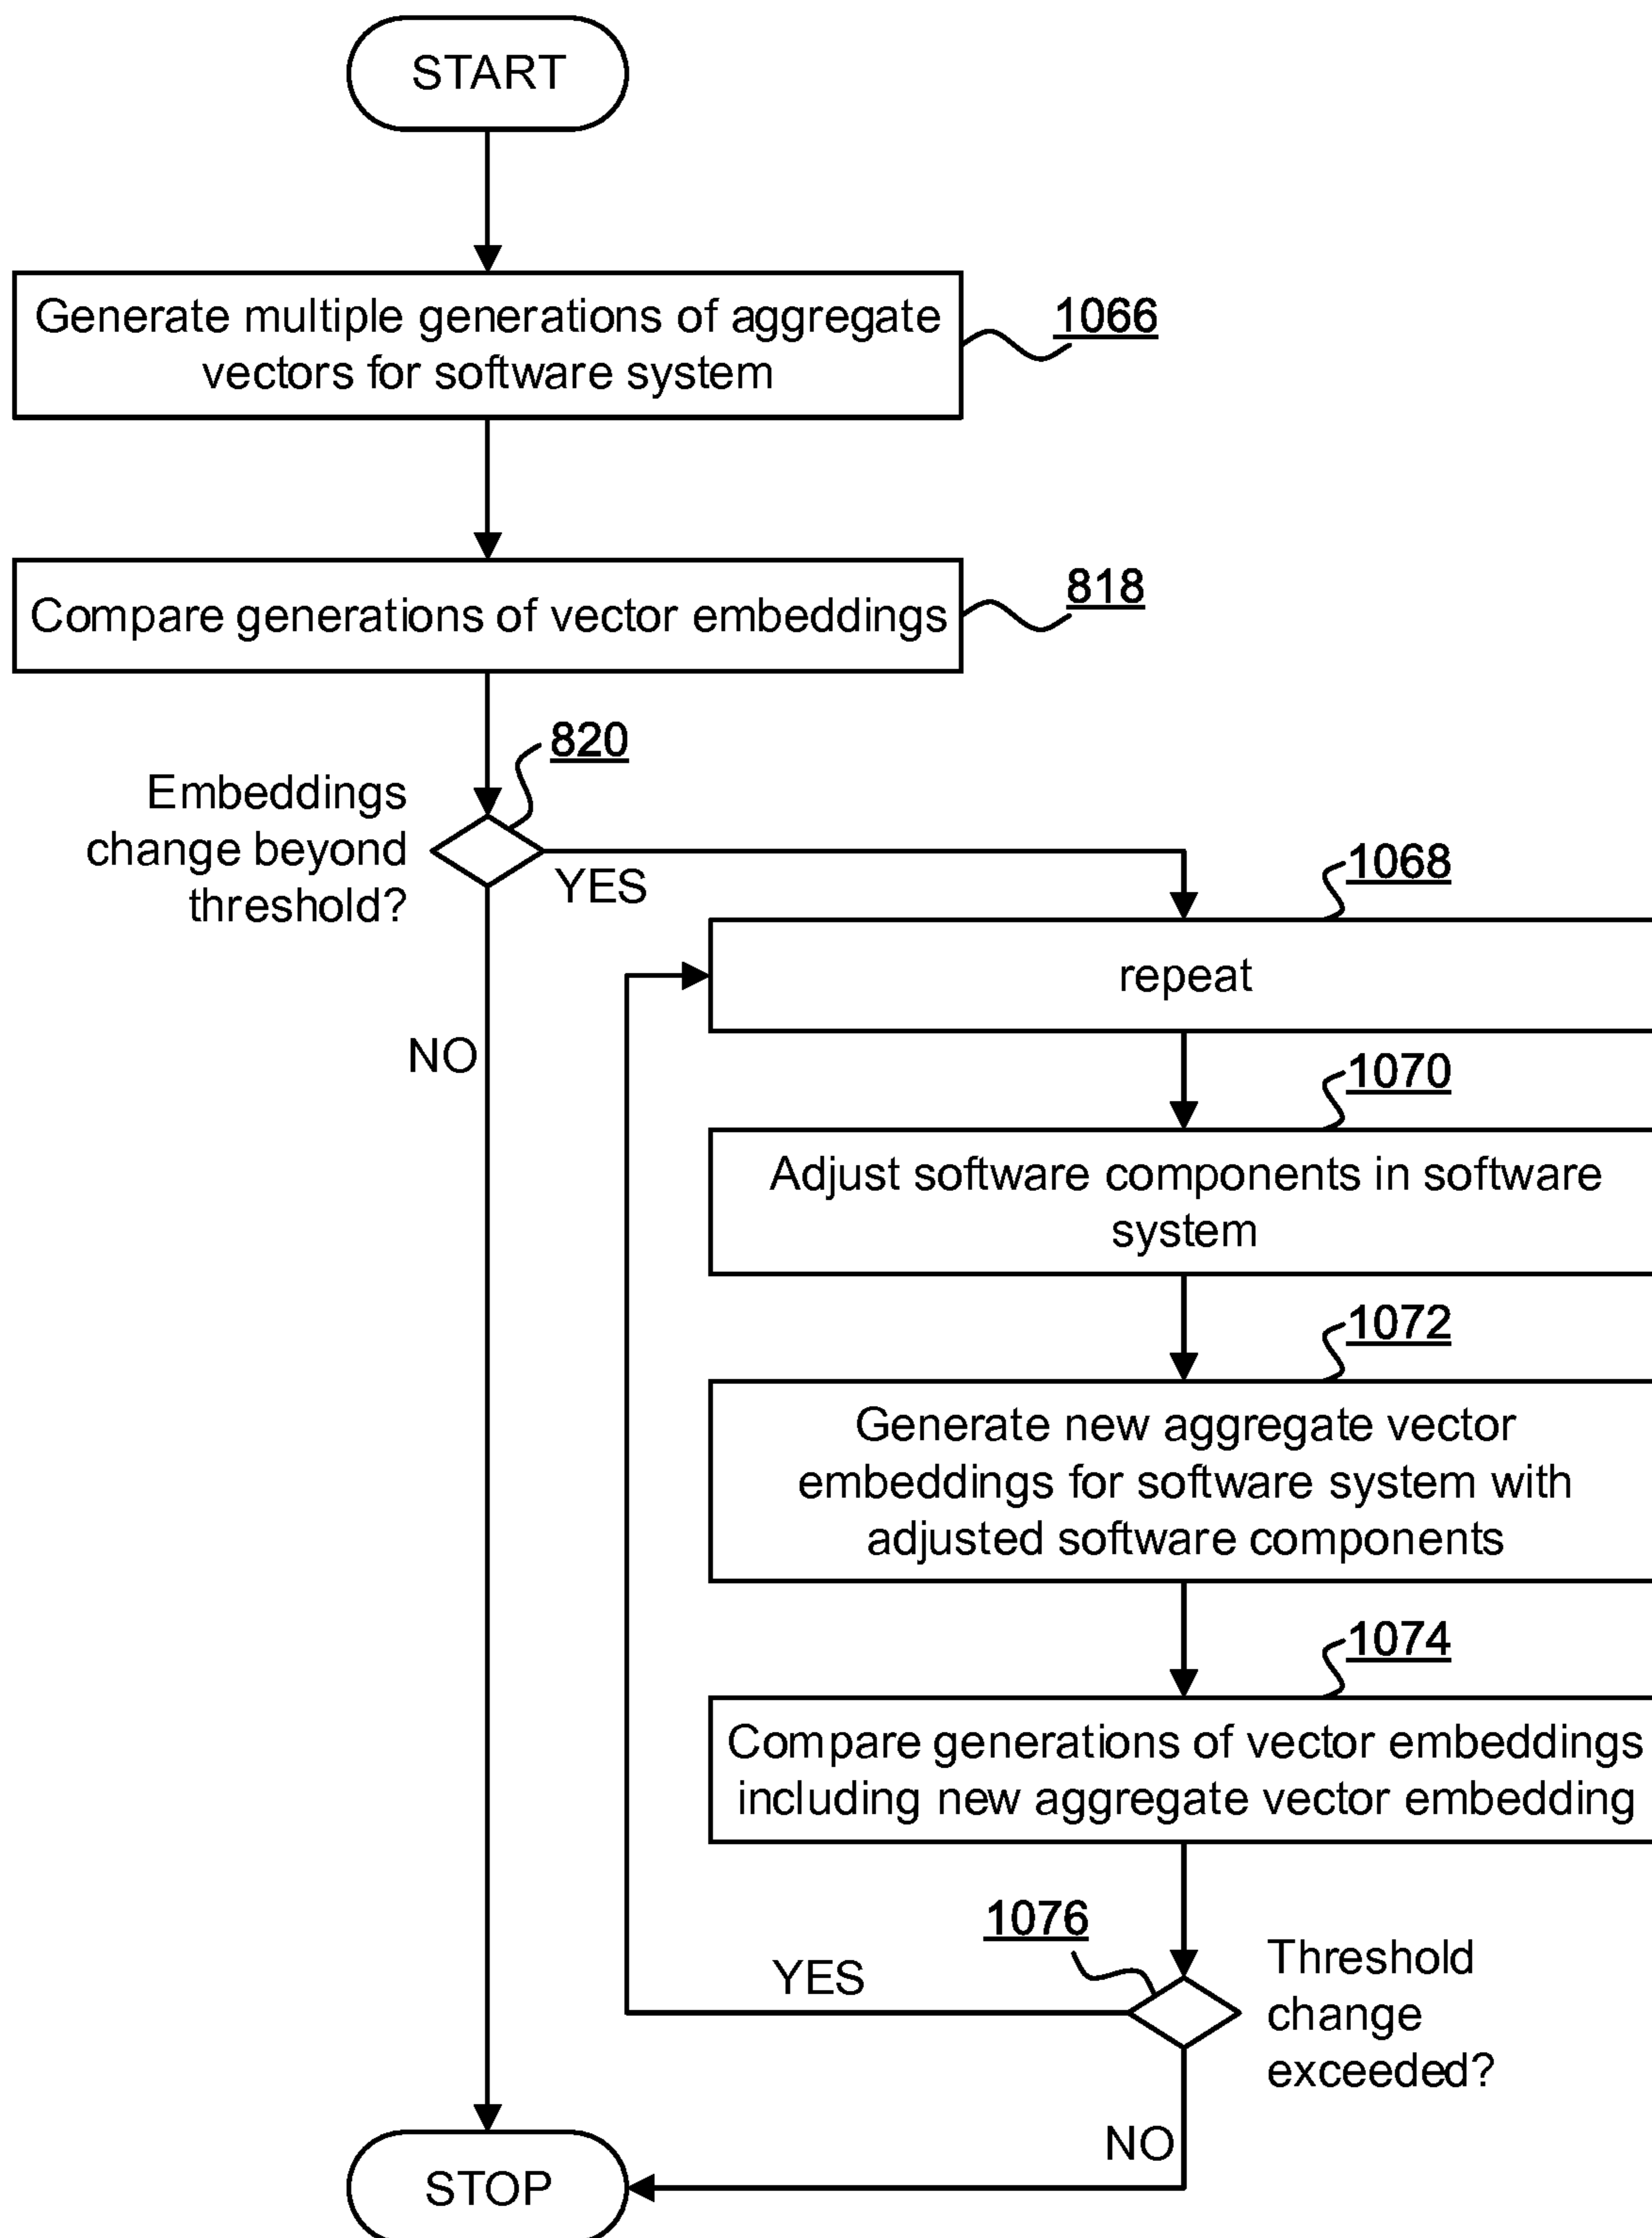 START
Generate multiple generations of aggregate
vectors for software system
1066
Compare generations of vector embeddings
818
820
Embeddings
change beyond
threshold?
YES
NO
1068
repeat
1070
Adjust software components in software
system
1072
Generate new aggregate vector
embeddings for software system with
adjusted software components
1074
Compare generations of vector embeddings
including new aggregate vector embedding
1076
Threshold
change
exceeded?
YES
NO
STOP